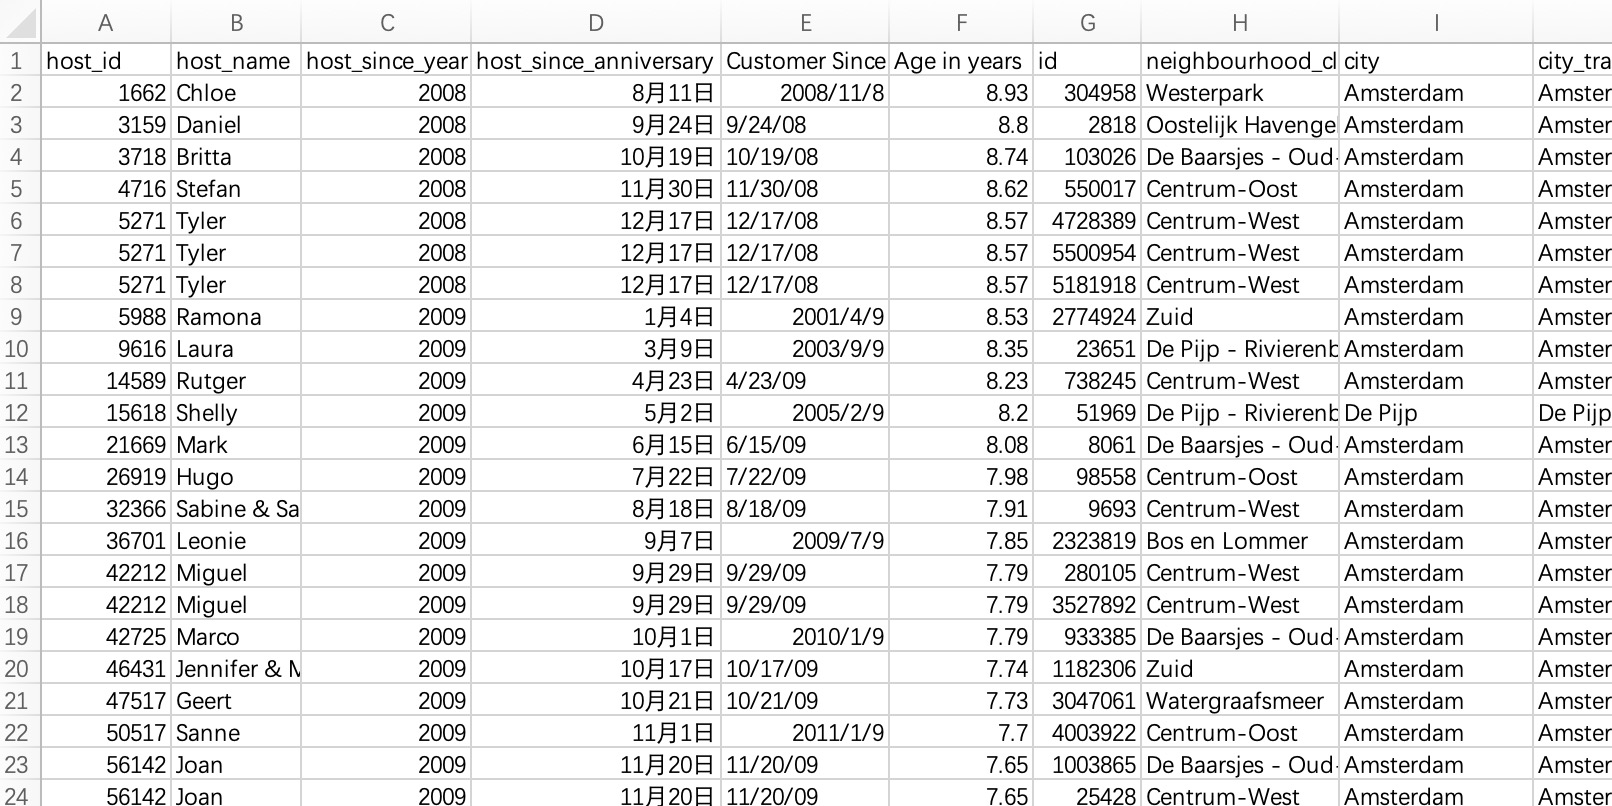 A B C D E F G H I
1 host_id host_name host_since_year host_since_anniversary Customer Since Age in years id neighbourhood_cl city city_tra
2 1662 Chloe 2008 8月11日 2008/11/8 8.93 304958 Westerpark Amsterdam Amster
3 3159 Daniel 2008 9月24日 9/24/08 8.8 2818 Oostelijk Havenge Amsterdam Amster
4 3718 Britta 2008 10月19日 10/19/08 8.74 103026 De Baarsjes - Oud- Amsterdam Amster
5 4716 Stefan 2008 11月30日 11/30/08 8.62 550017 Centrum-Oost Amsterdam Amster
6 5271 Tyler 2008 12月17日 12/17/08 8.57 4728389 Centrum-West Amsterdam Amster
7 5271 Tyler 2008 12月17日 12/17/08 8.57 5500954 Centrum-West Amsterdam Amster
8 5271 Tyler 2008 12月17日 12/17/08 8.57 5181918 Centrum-West Amsterdam Amster
9 5988 Ramona 2009 1月4日 2001/4/9 8.53 2774924 Zuid Amsterdam Amster
10 9616 Laura 2009 3月9日 2003/9/9 8.35 23651 De Pijp - Rivierenb Amsterdam Amster
11 14589 Rutger 2009 4月23日 4/23/09 8.23 738245 Centrum-West Amsterdam Amster
12 15618 Shelly 2009 5月2日 2005/2/9 8.2 51969 De Pijp - Rivierenb De Pijp De Pijp
13 21669 Mark 2009 6月15日 6/15/09 8.08 8061 De Baarsjes - Oud- Amsterdam Amster
14 26919 Hugo 2009 7月22日 7/22/09 7.98 98558 Centrum-Oost Amsterdam Amster
15 32366 Sabine & Sa 2009 8月18日 8/18/09 7.91 9693 Centrum-West Amsterdam Amster
16 36701 Leonie 2009 9月7日 2009/7/9 7.85 2323819 Bos en Lommer Amsterdam Amster
17 42212 Miguel 2009 9月29日 9/29/09 7.79 280105 Centrum-West Amsterdam Amster
18 42212 Miguel 2009 9月29日 9/29/09 7.79 3527892 Centrum-West Amsterdam Amster
19 42725 Marco 2009 10月1日 2010/1/9 7.79 933385 De Baarsjes - Oud- Amsterdam Amster
20 46431 Jennifer & M 2009 10月17日 10/17/09 7.74 1182306 Zuid Amsterdam Amster
21 47517 Geert 2009 10月21日 10/21/09 7.73 3047061 Watergraafsmeer Amsterdam Amster
22 50517 Sanne 2009 11月1日 2011/1/9 7.7 4003922 Centrum-Oost Amsterdam Amster
23 56142 Joan 2009 11月20日 11/20/09 7.65 1003865 De Baarsjes - Oud- Amsterdam Amster
24 56142 Joan 2009 11月20日 11/20/09 7.65 25428 Centrum-West Amsterdam Amster